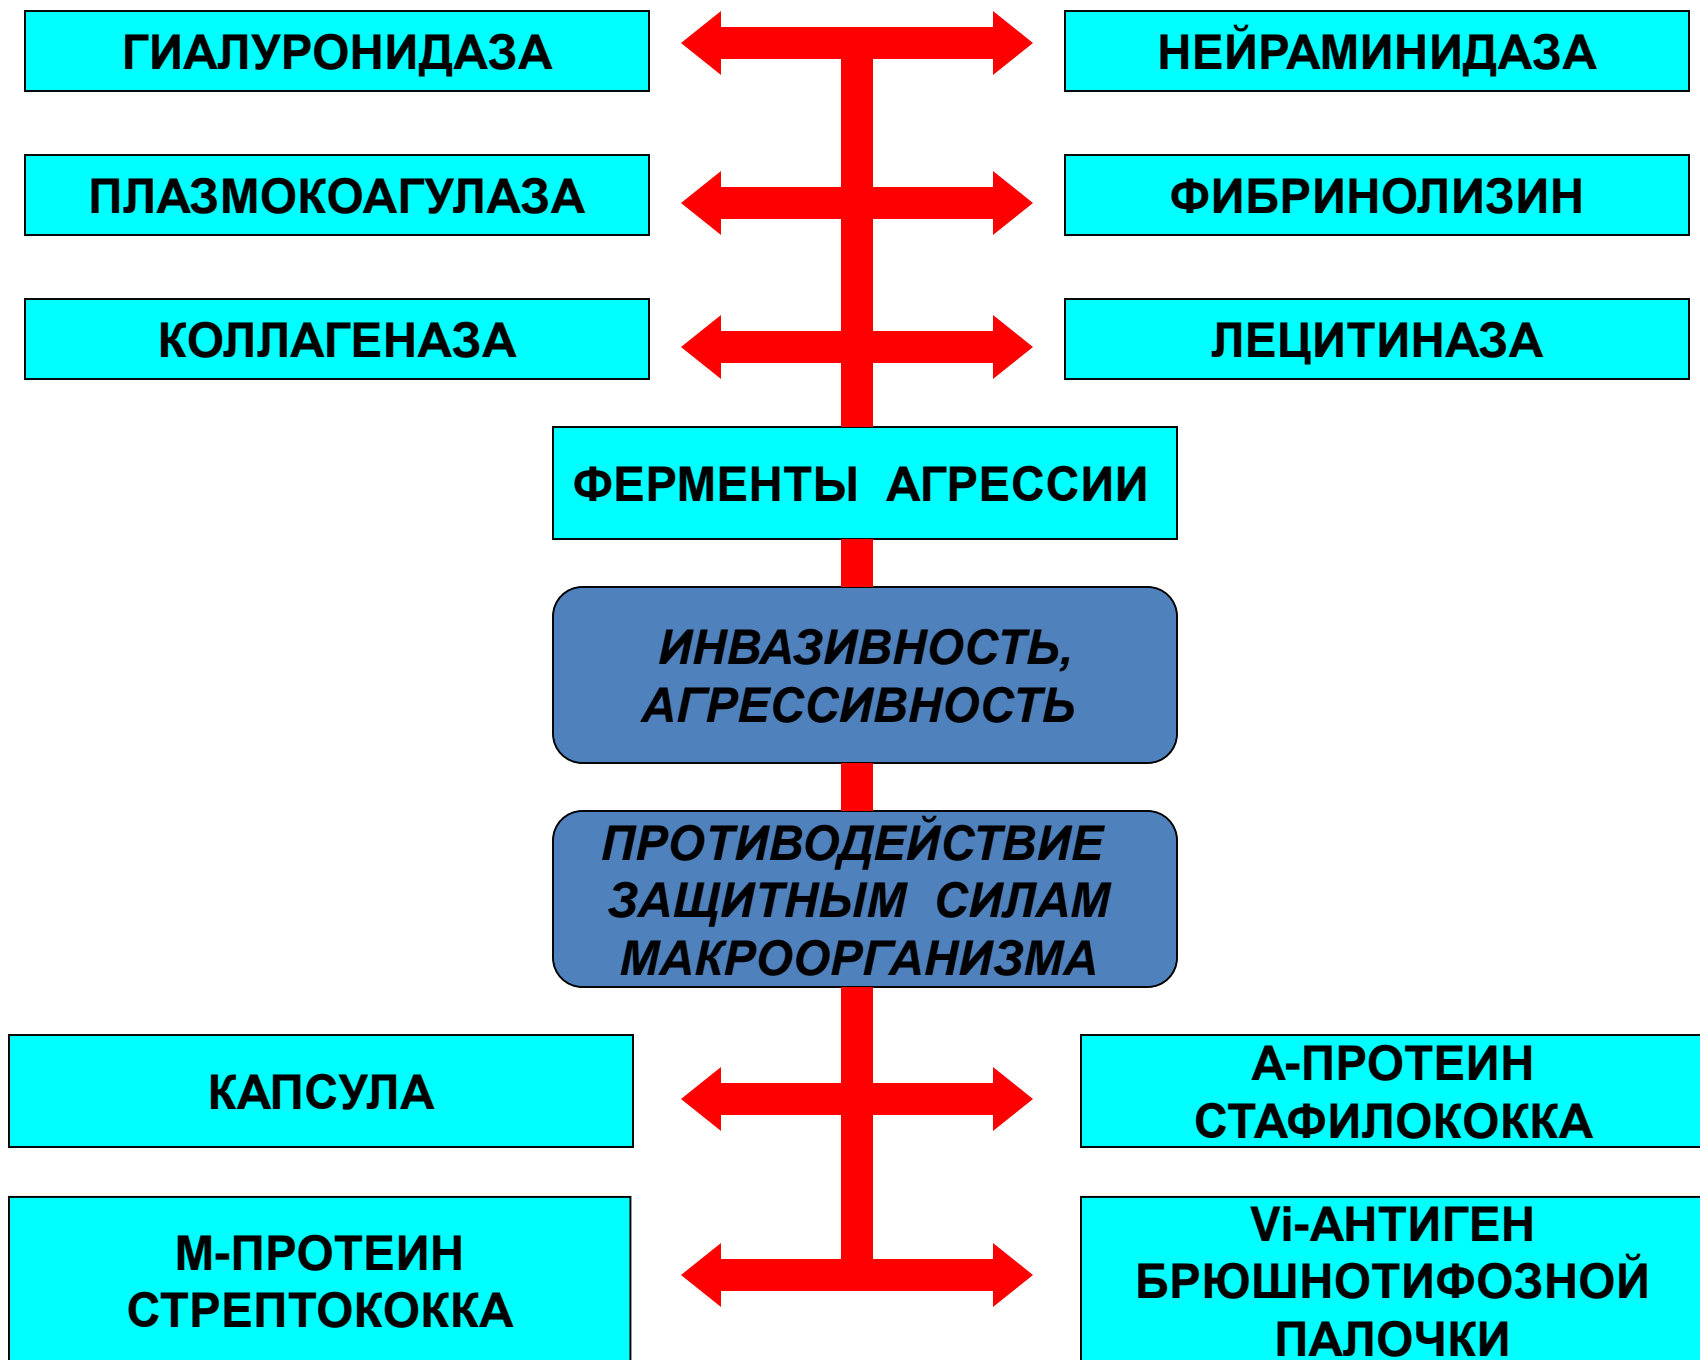 ГИАЛУРОНИДАЗА
НЕЙРАМИНИДАЗА
ПЛАЗМОКОАГУЛАЗА
ФИБРИНОЛИЗИН
КОЛЛАГЕНАЗА
ЛЕЦИТИНАЗА
ФЕРМЕНТЫ АГРЕССИИ
ИНВАЗИВНОСТЬ,
АГРЕССИВНОСТЬ
ПРОТИВОДЕЙСТВИЕ
ЗАЩИТНЫМ СИЛАМ
МАКРООРГАНИЗМА
КАПСУЛА
А-ПРОТЕИН
СТАФИЛОКОККА
М-ПРОТЕИН
СТРЕПТОКОККА
Vi-АНТИГЕН
БРЮШНОТИФОЗНОЙ
ПАЛОЧКИ